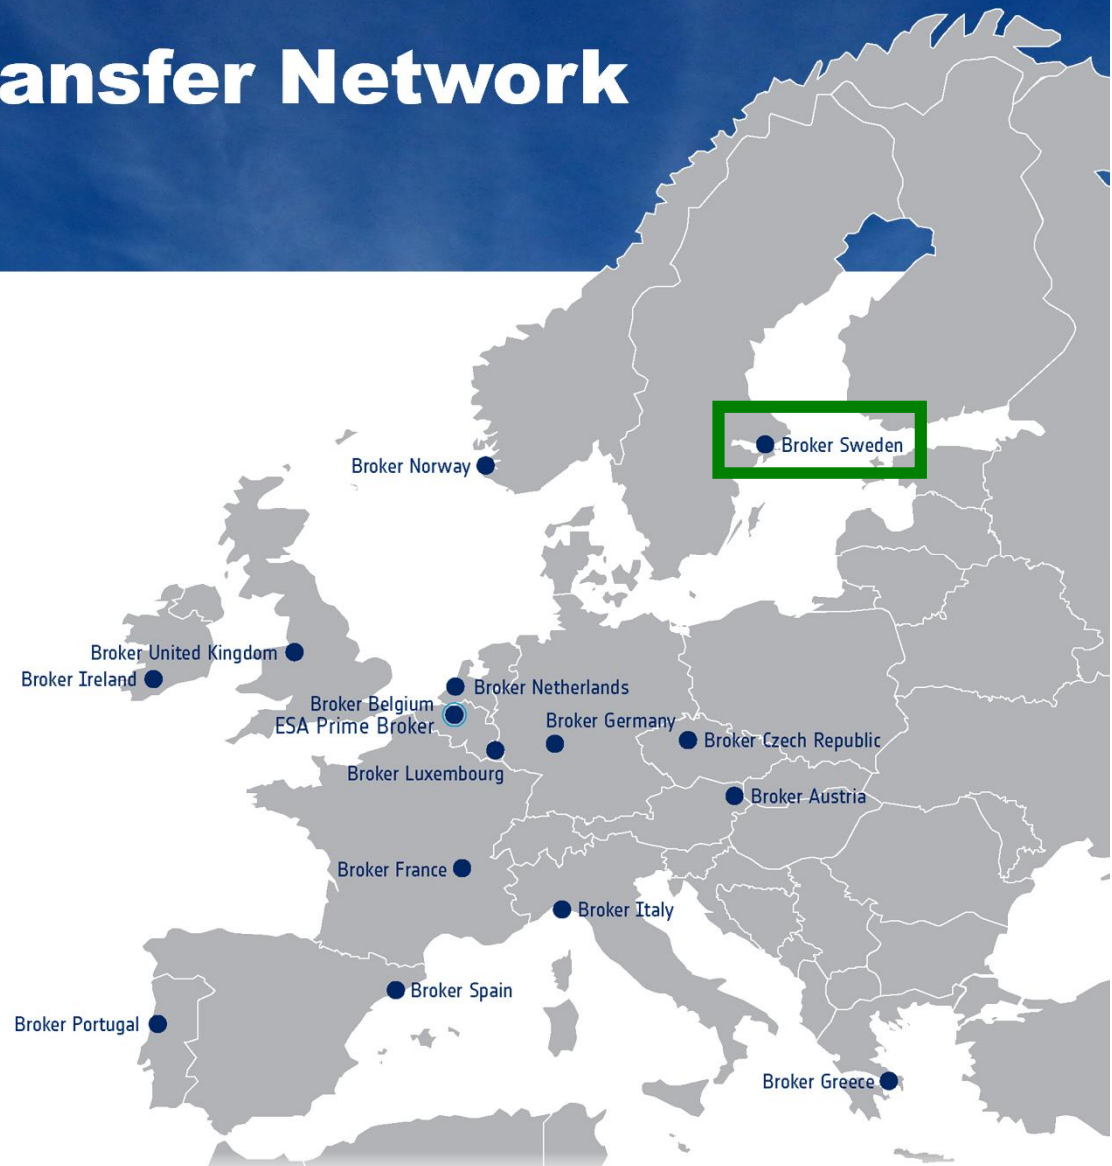 ansfer Network
Broker Sweden
Broker Norway
Broker United Kingdom
Broker Ireland
Broker Netherlands
Broker Belgium
ESA Prime Broker
Broker Germany
Broker Czech Republic
Broker Luxembourg
Broker Austria
Broker France
Broker Italy
Broker Spain
Broker Portugal
Broker Greece